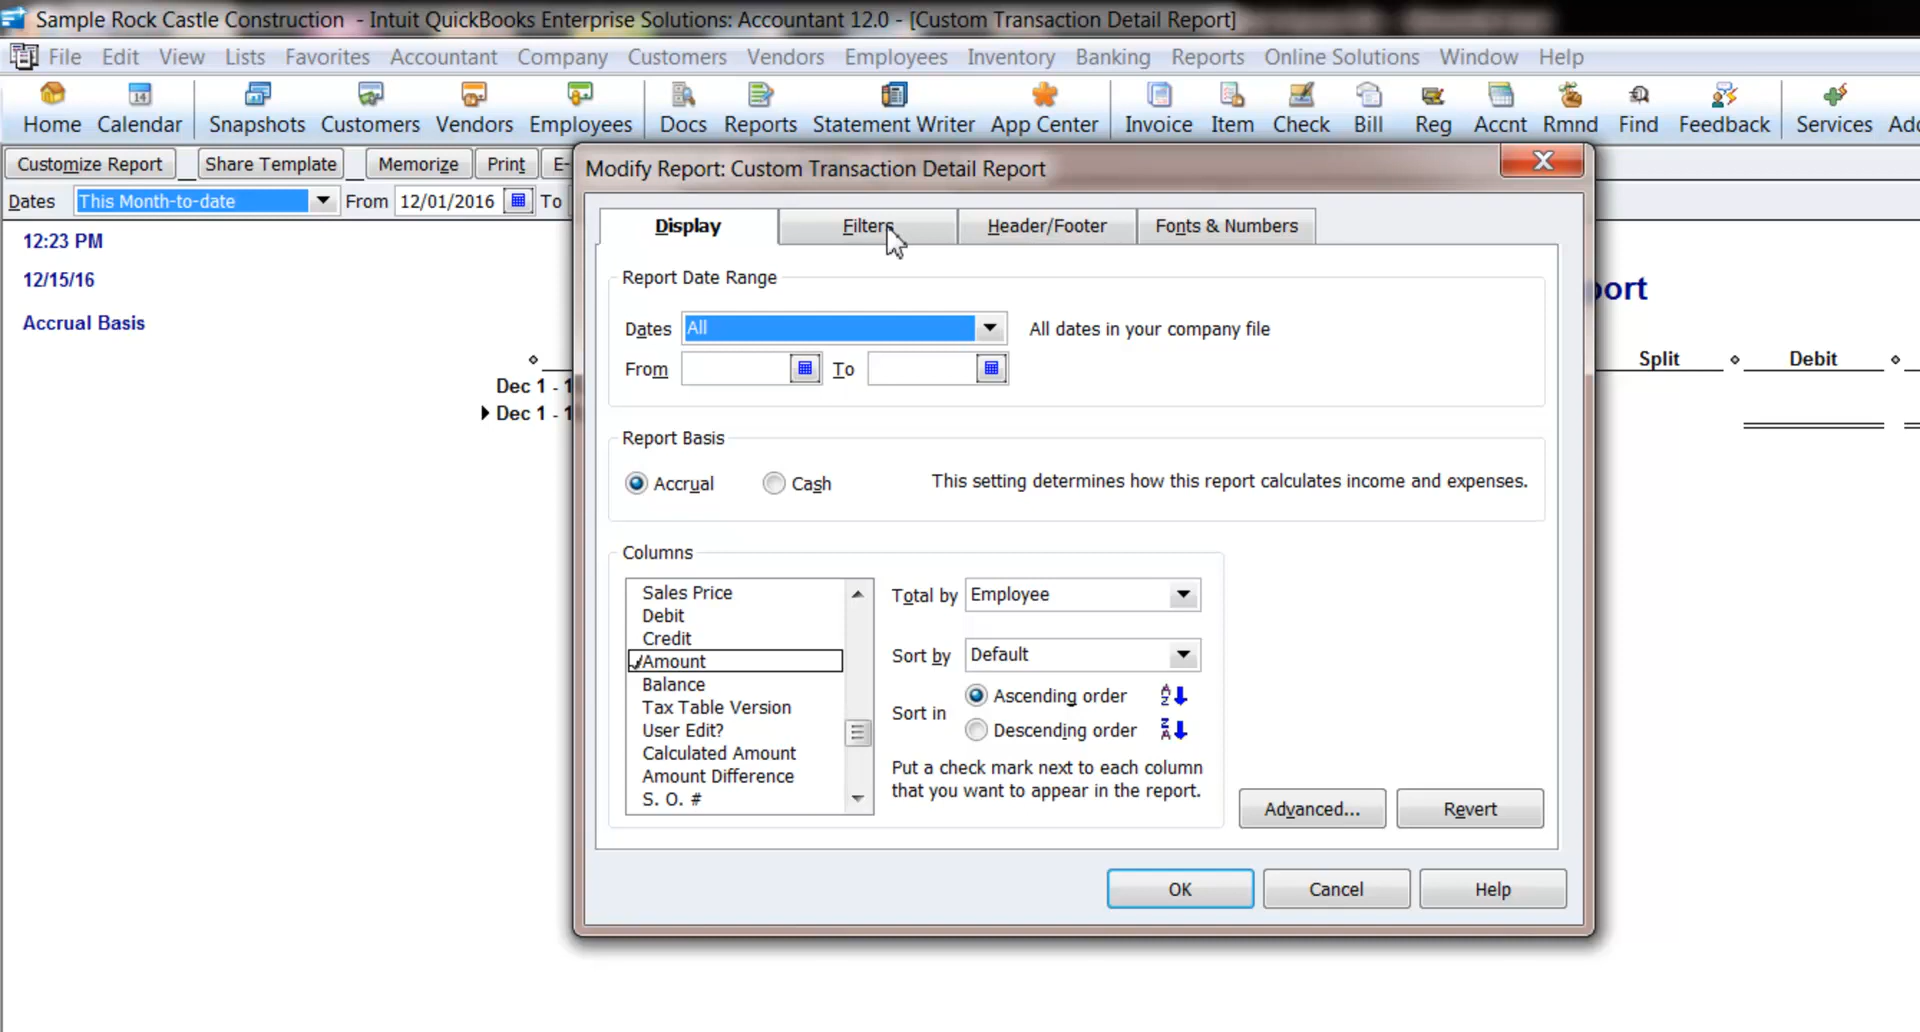 Sample Rock Castle Construction - Intuit QuickBooks Enterprise Solutions: Accountant 12.0 - [Custom Transaction Detail Report]
File Edit View Lists Favorites Accountant Company Customers Vendors Employees Inventory Banking Reports Online Solutions Window Help
14
Home Calendar Snapshots Customers Vendors Employees Docs Reports Statement Writer App Center Invoice Item Check Bill Reg Accnt Rmnd Find Feedback Services
Customize Report Share Template Memorize Print E-
Modify Report: Custom Transaction Detail Report
X
Dates This Month-to-date From 12/01/2016 To
Display Filters Header/Footer Fonts & Numbers
12:23 PM
12/15/16
Accrual Basis
Report Date Range
port
Dates All All dates in your company file
From To
Split Debit
Dec 1 - 1
Dec 1 - 1
Report Basis
Accrual Cash This setting determines how this report calculates income and expenses.
Columns
Sales Price
Debit
Credit
Amount
Balance
Tax Table Version
User Edit?
Calculated Amount
Amount Difference
S. O. #
Total by Employee
Sort by Default
Sort in
Ascending order
Descending order
Put a check mark next to each column
that you want to appear in the report.
Advanced... Revert
OK Cancel Help